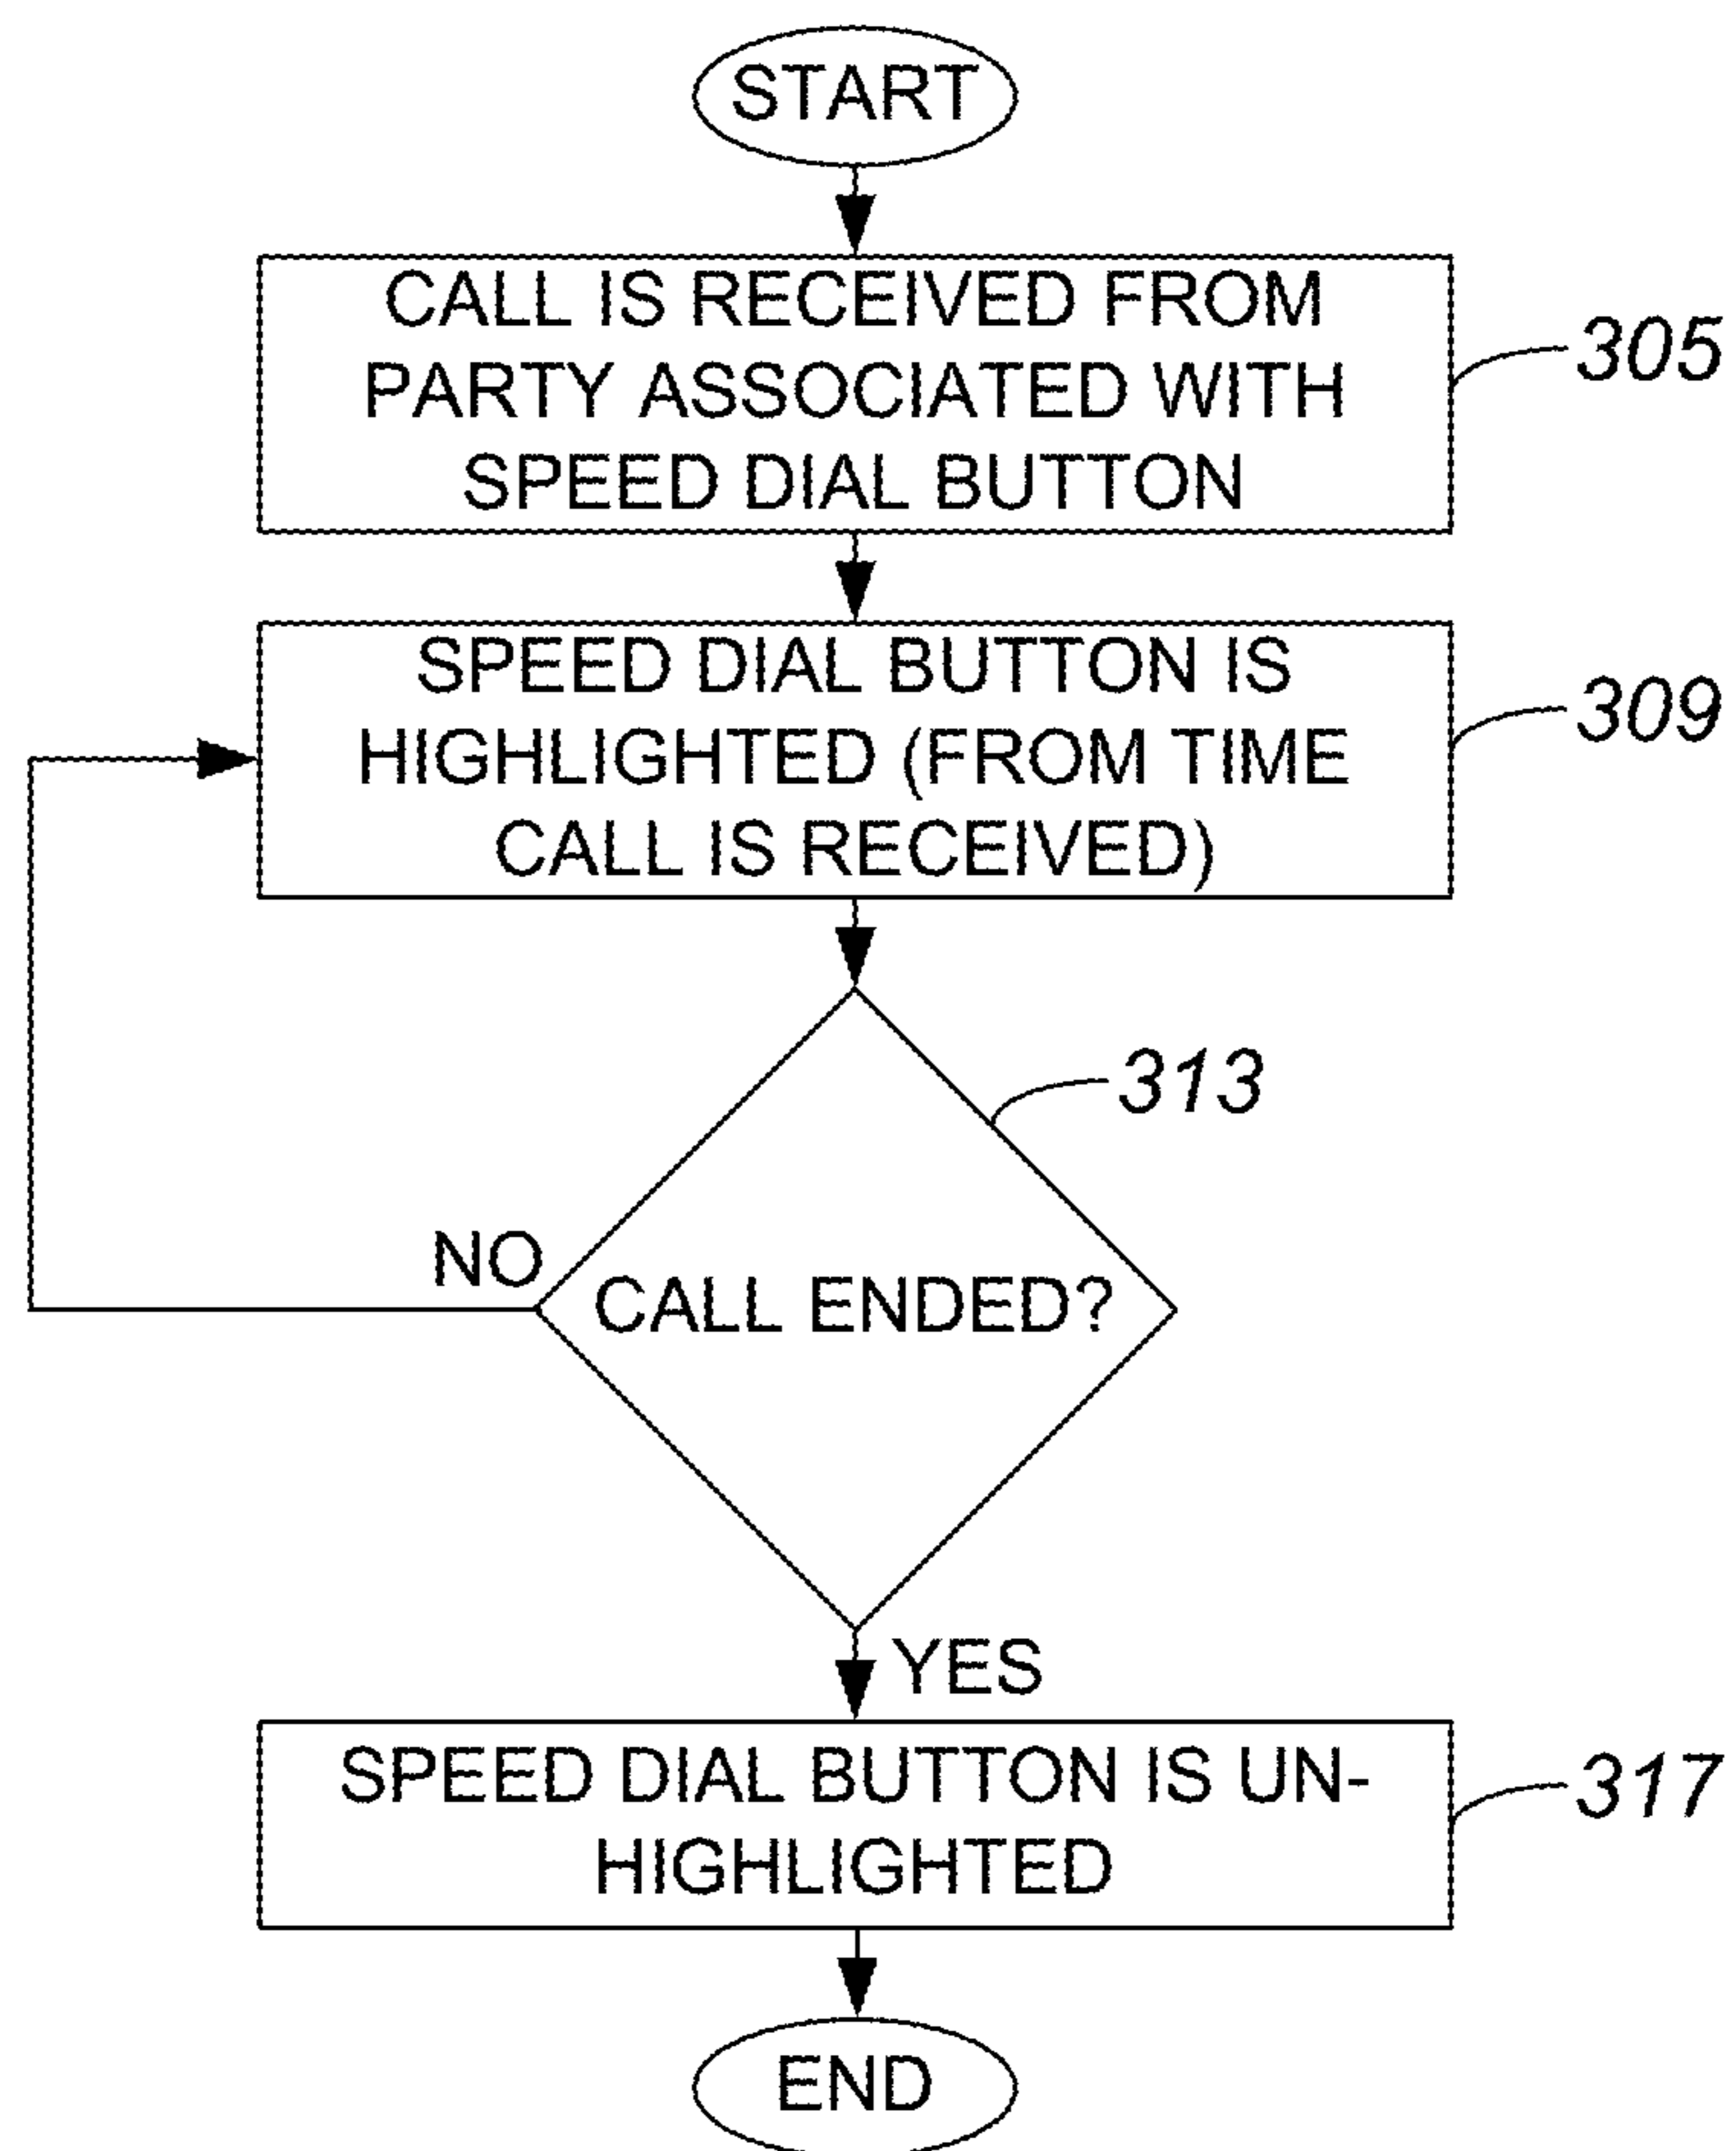 START
CALL IS RECEIVED FROM
PARTY ASSOCIATED WITH
SPEED DIAL BUTTON
305
SPEED DIAL BUTTON IS
HIGHLIGHTED (FROM TIME
CALL IS RECEIVED)
309
313
NO
CALL ENDED?
YES
SPEED DIAL BUTTON IS UN-
HIGHLIGHTED
317
END